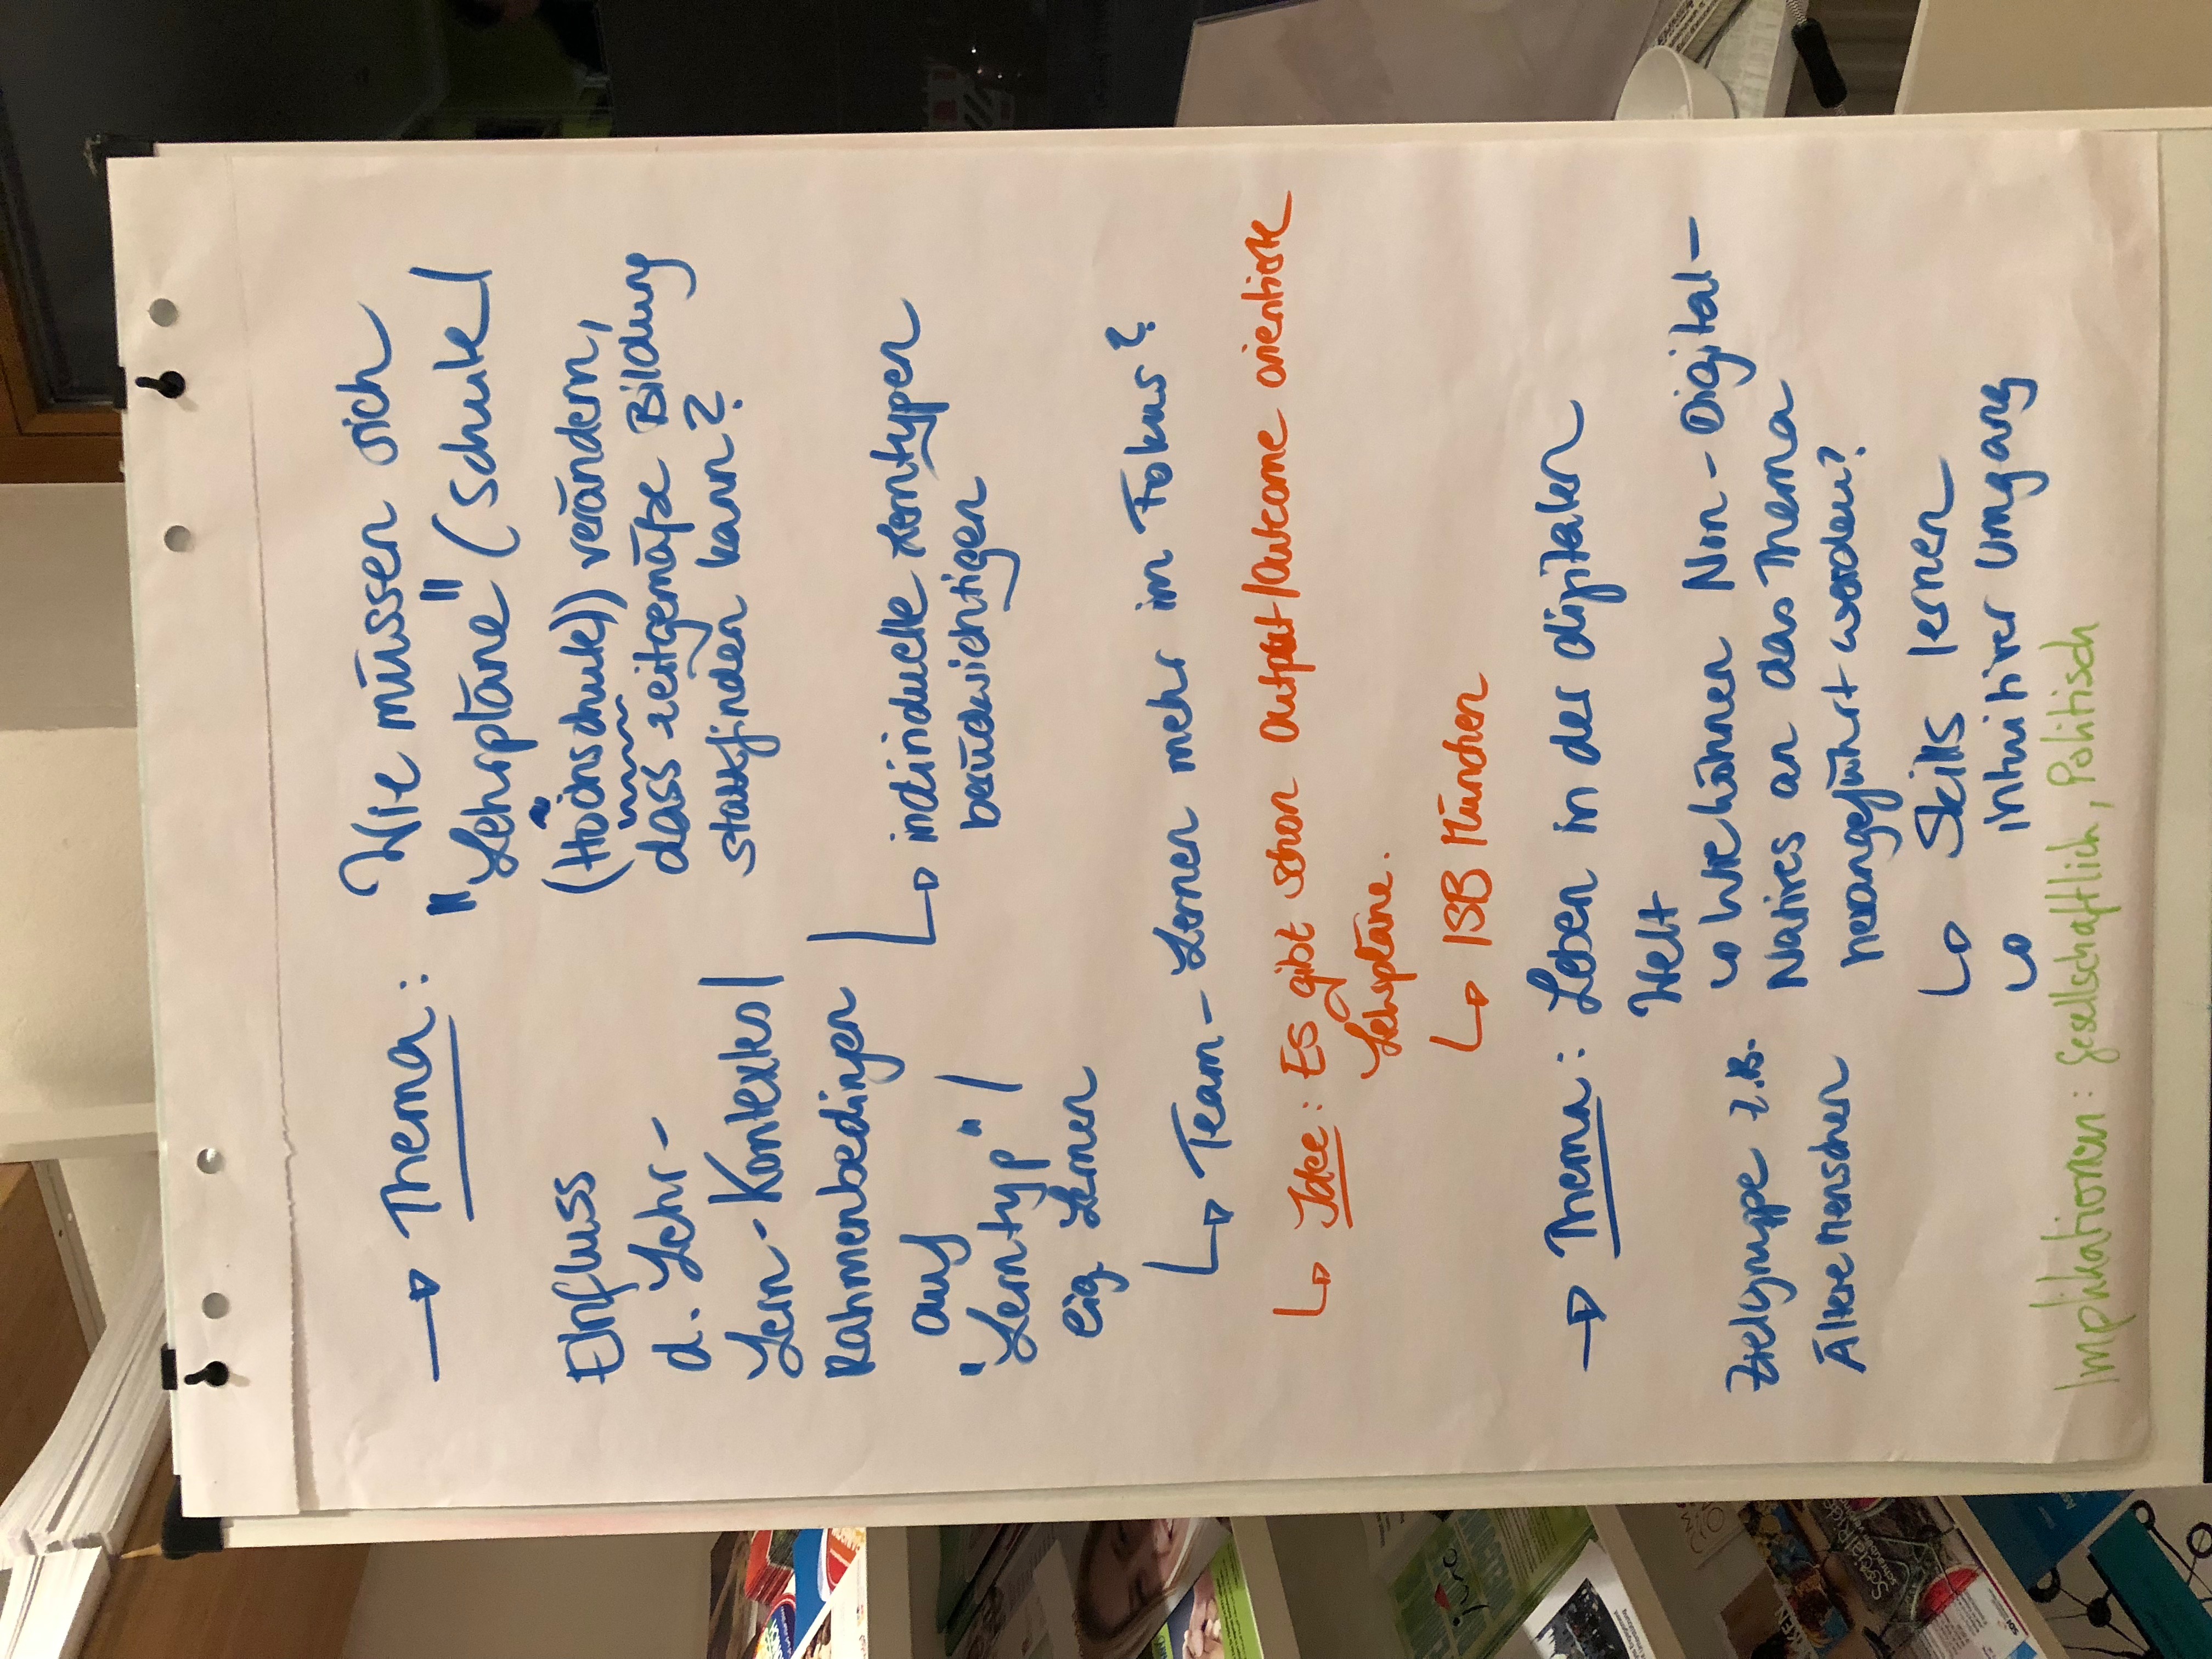 → Thema: Wie müssen sich
"Lehrpläne" (Schule/
(Hochschule)) verändern,
dass zeitgemäße Bildung
stattfinden kann?
Einfluss
d. Lehr-
Lern-Kontextes/
Rahmenbedingen
auf
"Lerntyp"/
eig. Lernen
↳ individuelle Lerntypen
berücksichtigen
↳ Team-Lernen mehr im Fokus?
↳ Idee: Es gibt schon Output/Outcome orientierte
Lehrpläne.
↳ ISB München
→ Thema: Leben in der digitalen
Welt
↳ Wie können Non-Digital-
Natives an das Thema
herangeführt werden?
Zielgruppe z.B.
Ältere Menschen
↳ Skills lernen
↳ intuitiver Umgang
Implikationen: Gesellschaftlich, Politisch